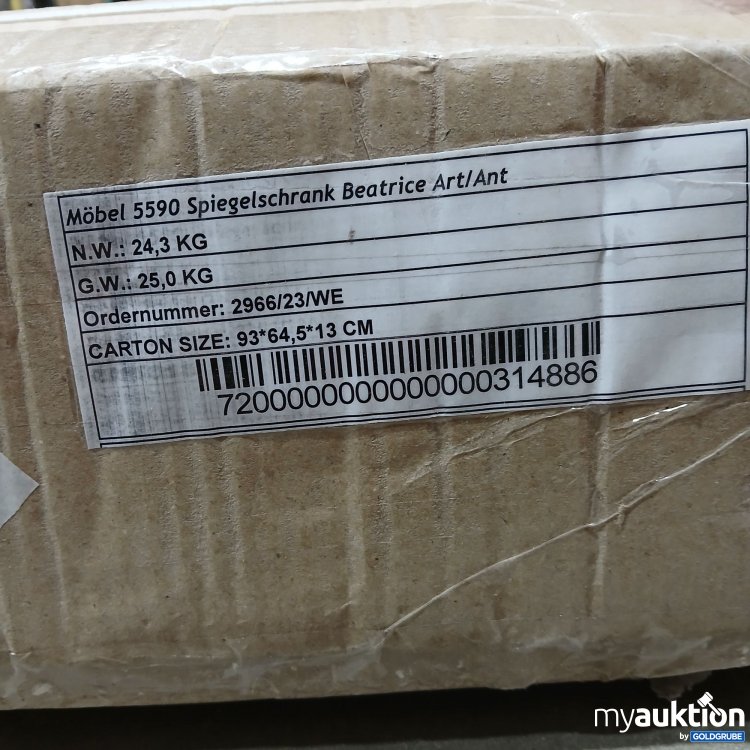 Möbel 5590 Spiegelschrank Beatrice Art/Ant
N.W.: 24,3 KG
G.W.: 25,0 KG
Ordernummer: 2966/23/WE
CARTON SIZE: 93*64,5*13 CM
72000000000000000314886
myauktion
by GOLDGRUBE